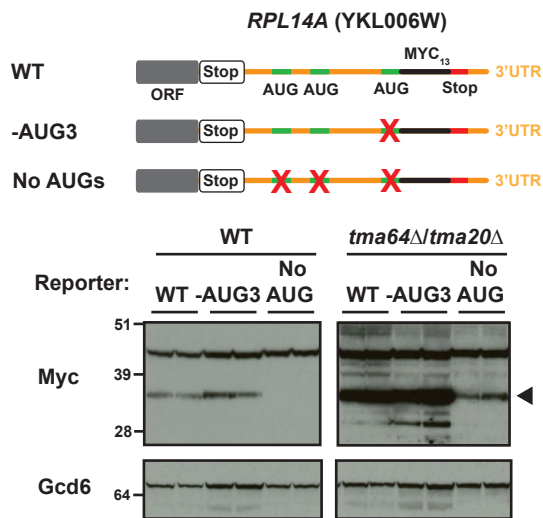 RPL14A (YKL006W)
MYC13
WT Stop 3'UTR
ORF AUG AUG AUG Stop
-AUG3 Stop 3'UTR
No AUGs Stop 3'UTR
WT tma64Δ/tma20Δ
Reporter: WT -AUG3 No AUG WT -AUG3 No AUG
51
Myc 39
28
Gcd6 64